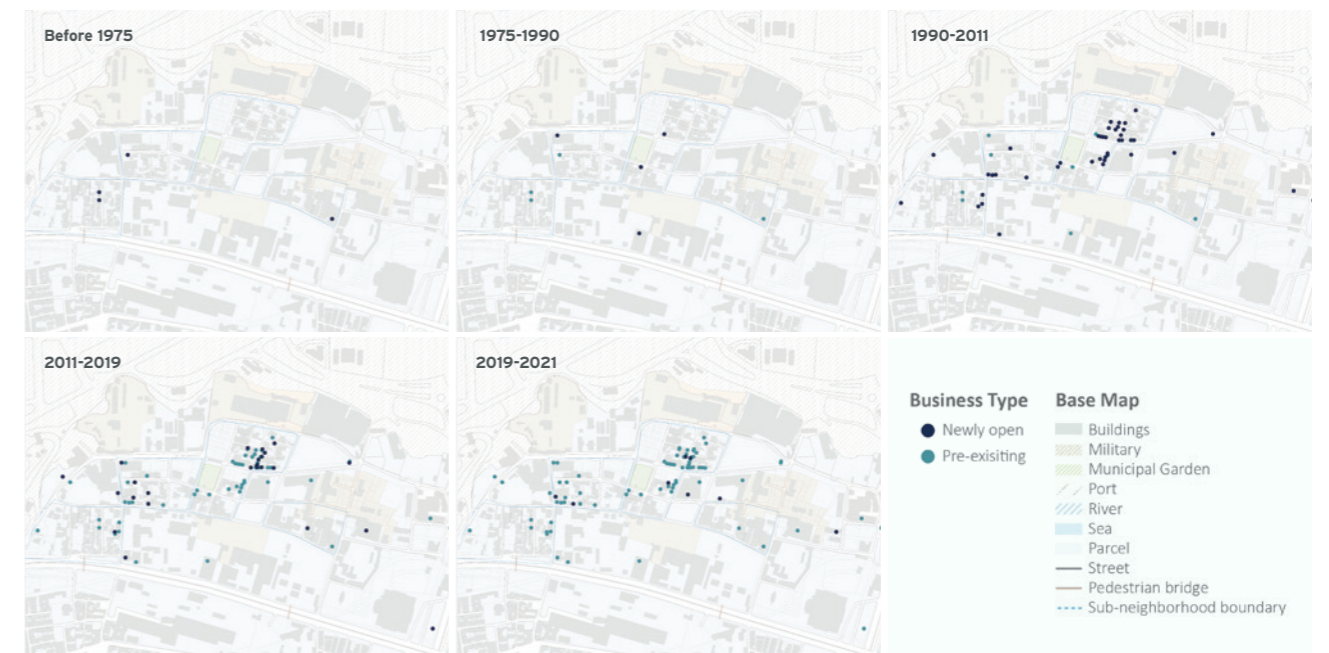 Before 1975
1975-1990
1990-2011
2011-2019
2019-2021
Business Type
Newly open
Pre-exisiting
Base Map
Buildings
Military
Municipal Garden
Port
River
Sea
Parcel
Street
Pedestrian bridge
Sub-neighborhood boundary